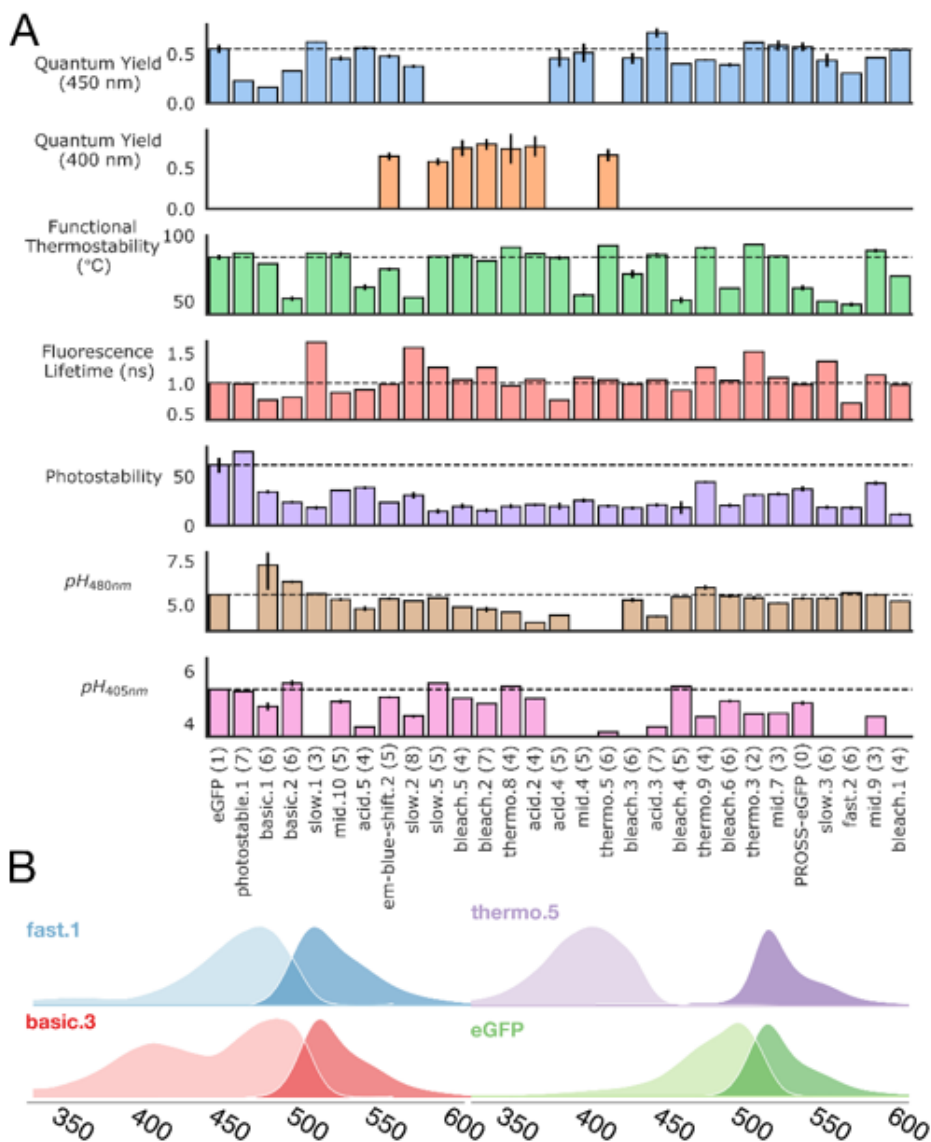 A
Quantum Yield
(450 nm)
0.5
0.0
Quantum Yield
(400 nm)
0.5
0.0
Functional
Thermostability
(°C)
100
50
Fluorescence
Lifetime (ns)
1.5
1.0
0.5
Photostability
50
0
pH480nm
7.5
5.0
pH405nm
6
4
eGFP (1)
photostable.1 (7)
basic.1 (6)
basic.2 (6)
slow.1 (3)
mid.10 (5)
acid.5 (4)
em-blue-shift.2 (5)
slow.2 (8)
slow.5 (5)
bleach.5 (4)
bleach.2 (7)
thermo.8 (4)
acid.2 (4)
acid.4 (5)
mid.4 (5)
thermo.5 (6)
bleach.3 (6)
acid.3 (7)
bleach.4 (5)
thermo.9 (4)
bleach.6 (6)
thermo.3 (2)
mid.7 (3)
PROSS-eGFP (0)
slow.3 (6)
fast.2 (6)
mid.9 (3)
bleach.1 (4)
B
fast.1
thermo.5
basic.3
eGFP
350 400 450 500 550 600 350 400 450 500 550 600